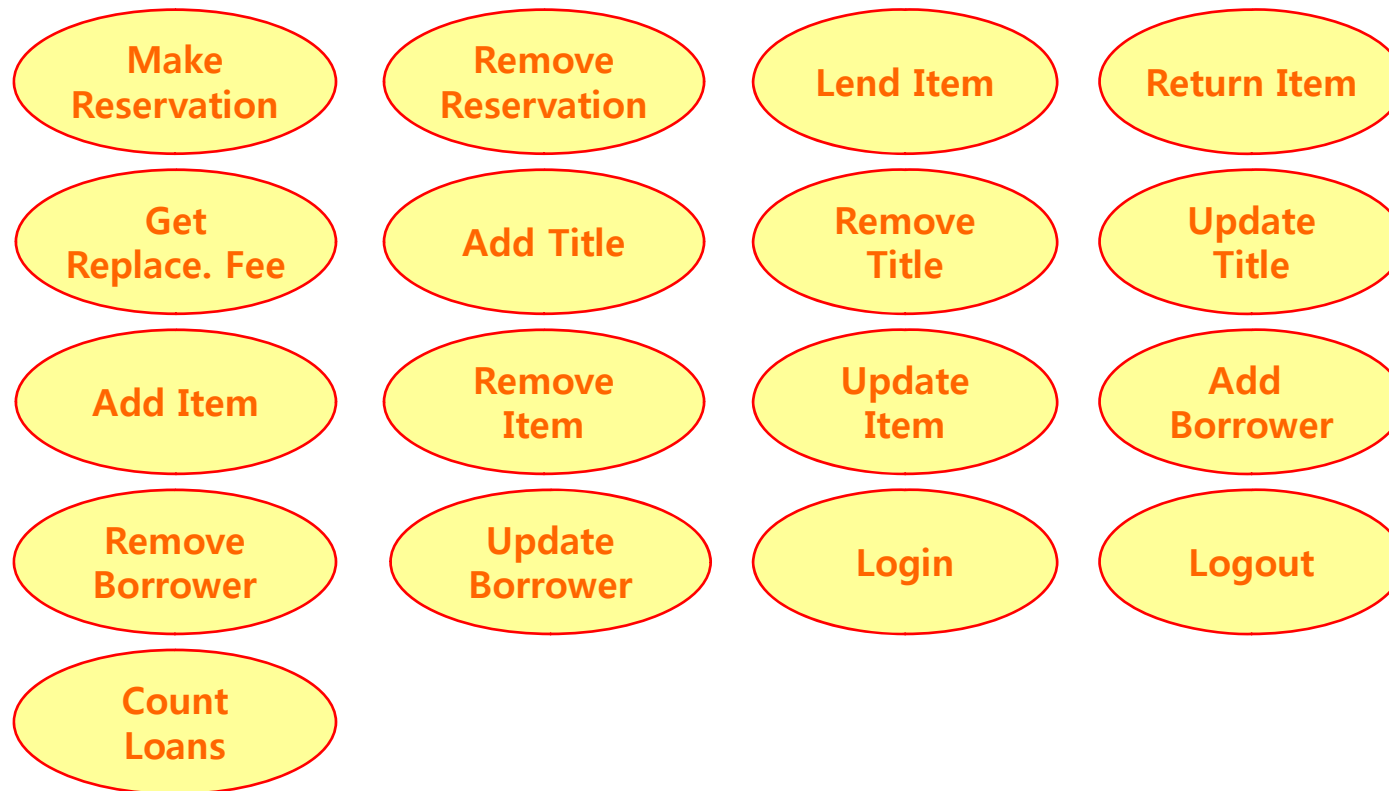 Make
Reservation
Remove
Reservation
Lend Item
Return Item
Get
Replace. Fee
Add Title
Remove
Title
Update
Title
Add Item
Remove
Item
Update
Item
Add
Borrower
Remove
Borrower
Update
Borrower
Login
Logout
Count
Loans